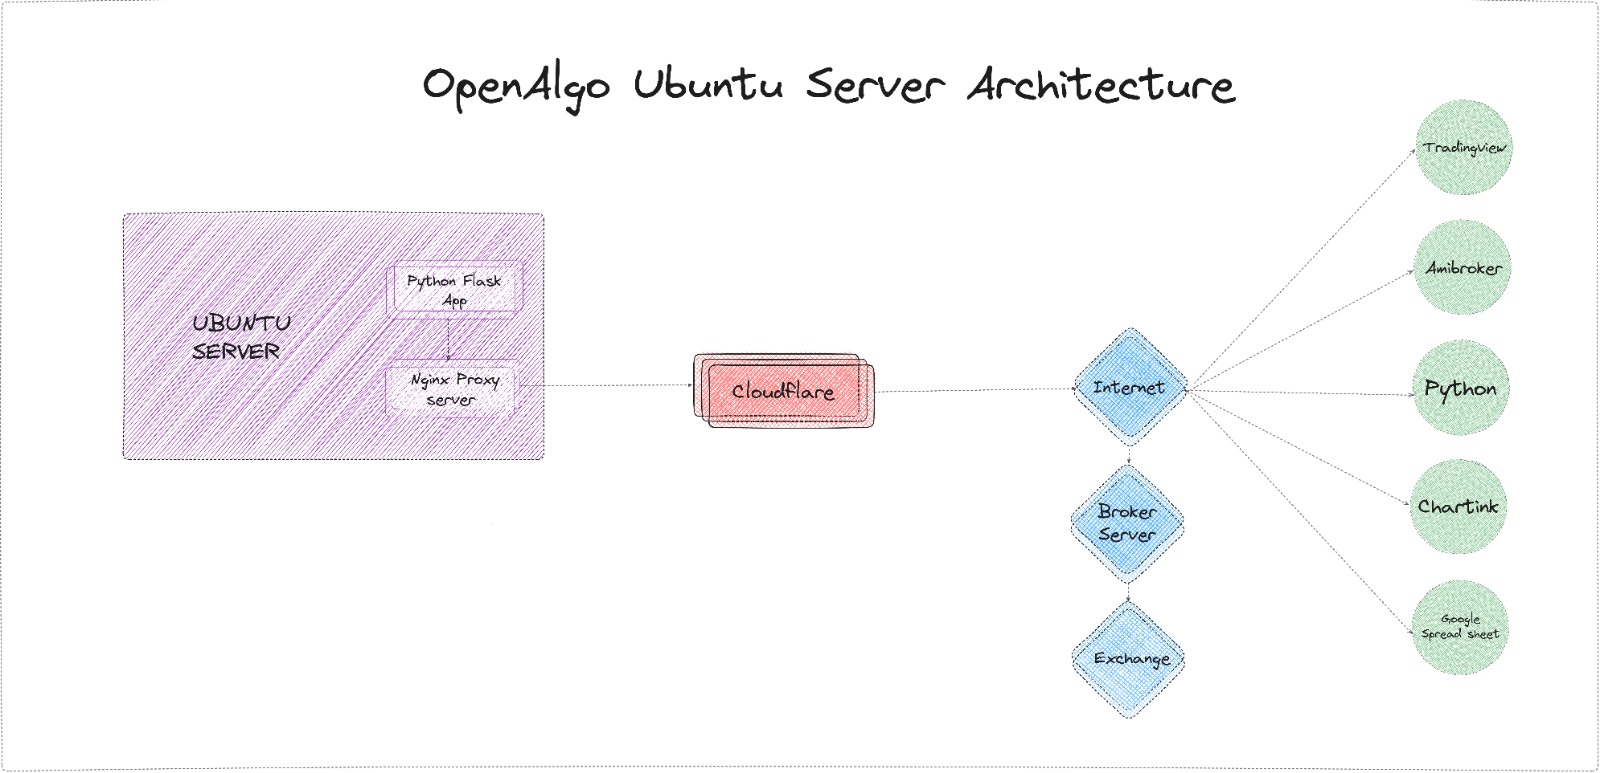 OpenAlgo Ubuntu Server Architecture
UBUNTU
SERVER
Python Flask
App
Nginx Proxy
server
Cloudflare
Internet
Broker
Server
Exchange
TradingView
Amibroker
Python
Chartink
Google
Spread sheet